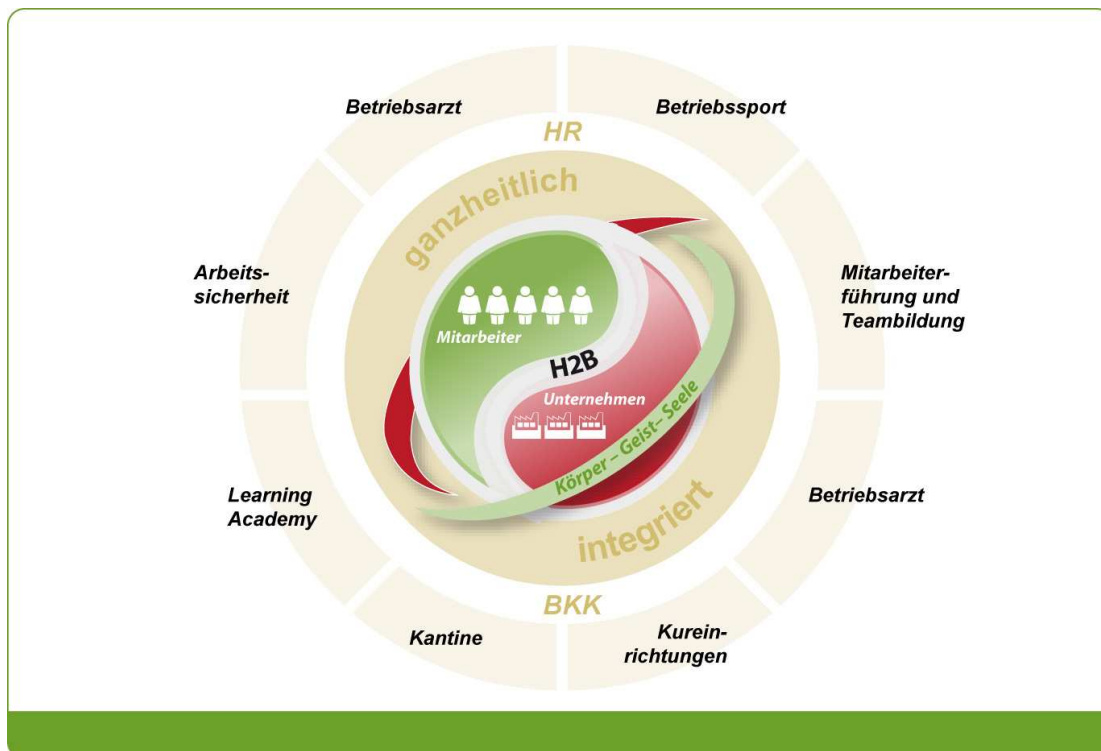 Betriebsarzt
Betriebssport
HR
ganzheitlich
Arbeits-
sicherheit
Mitarbeiter-
führung und
Teambildung
Mitarbeiter
H2B
Unternehmen
Körper – Geist – Seele
Learning
Academy
Betriebsarzt
integriert
BKK
Kantine
Kurein-
richtungen